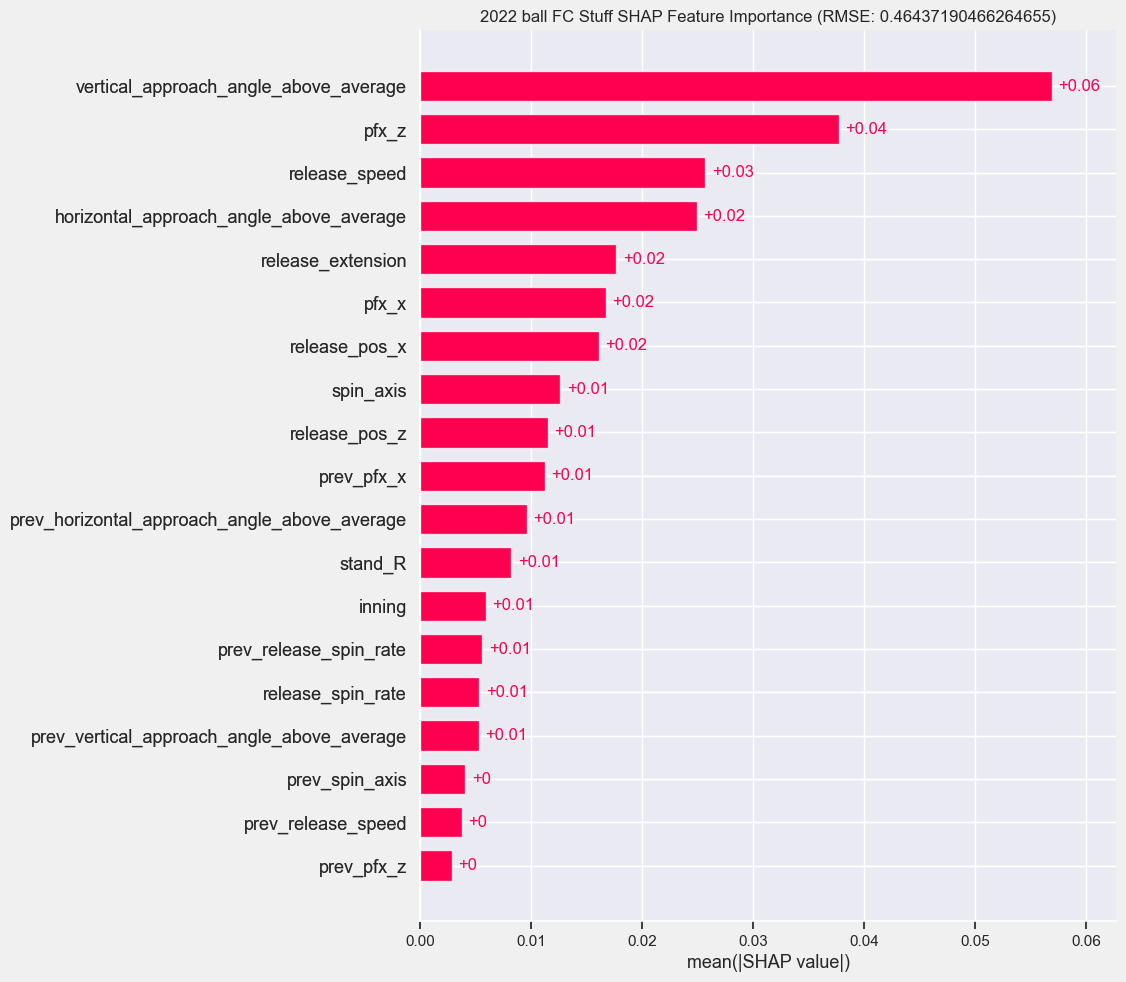 2022 ball FC Stuff SHAP Feature Importance (RMSE: 0.46437190466264655)
vertical_approach_angle_above_average +0.06
pfx_z +0.04
release_speed +0.03
horizontal_approach_angle_above_average +0.02
release_extension +0.02
pfx_x +0.02
release_pos_x +0.02
spin_axis +0.01
release_pos_z +0.01
prev_pfx_x +0.01
prev_horizontal_approach_angle_above_average +0.01
stand_R +0.01
inning +0.01
prev_release_spin_rate +0.01
release_spin_rate +0.01
prev_vertical_approach_angle_above_average +0.01
prev_spin_axis +0
prev_release_speed +0
prev_pfx_z +0
0.00 0.01 0.02 0.03 0.04 0.05 0.06
mean(|SHAP value|)